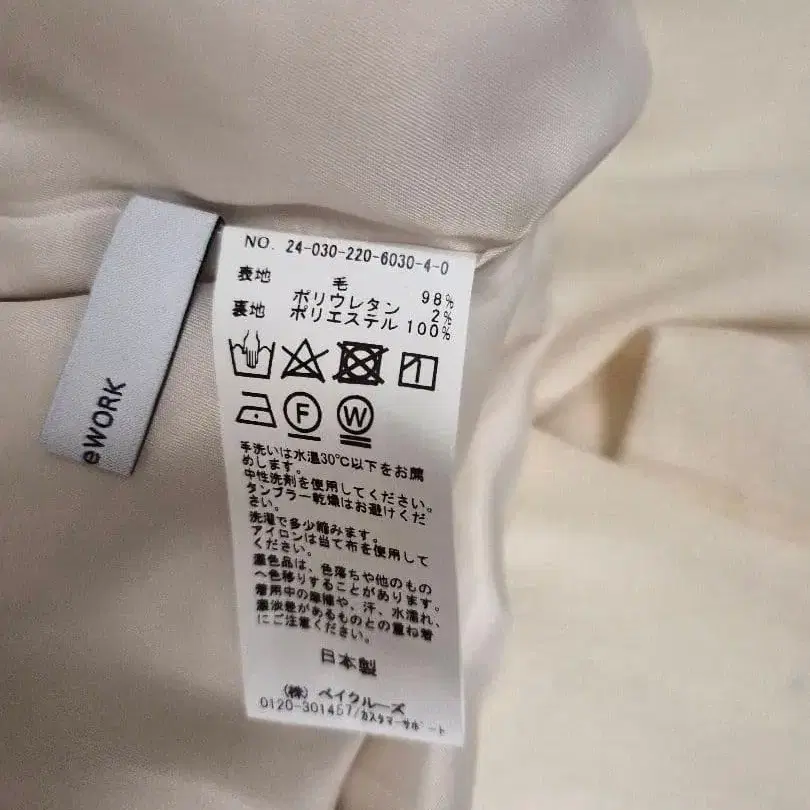 NO. 24-030-220-6030-4-0
表地 毛 98%
ポリウレタン 2%
裏地 ポリエステル 100%
F W
手洗いは水温30℃以下をお薦
めします。
中性洗剤を使用してください。
タンブラー乾燥はお避けくだ
さい。
洗濯で多少縮みます。
アイロンは当て布を使用して
ください。
濃色品は、色落ちや他のもの
へ色移りすることがあります。
着用中の摩擦や、汗、水濡れ、
濃淡差があるものとの重ね着
にご注意ください。
日本製
(株) ベイクルーズ
0120-301457/カスタマーサポート
eWORK